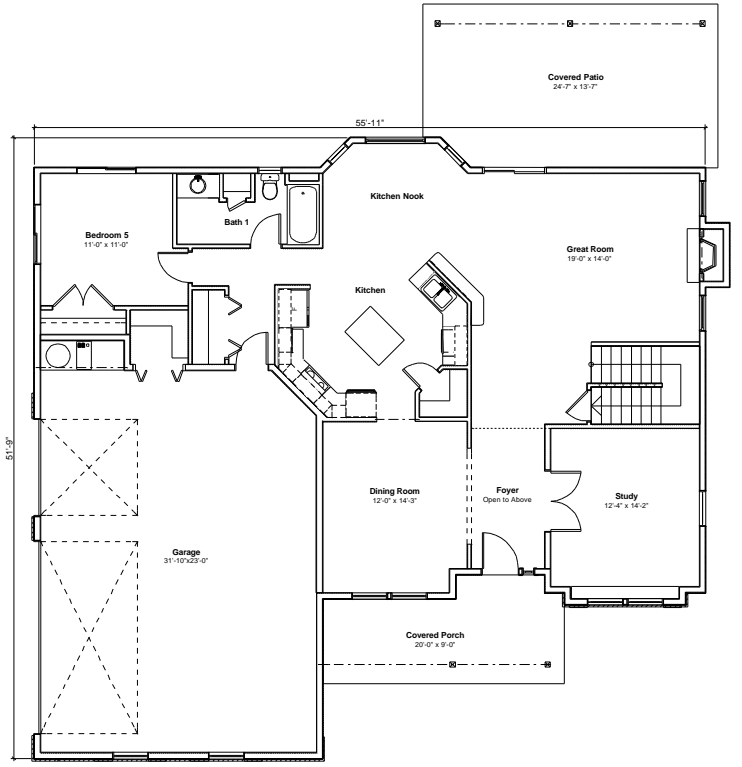 Covered Patio
24'-7" x 13'-7"
55'-11"
Kitchen Nook
Bath 1
Bedroom 5
11'-0" x 11'-0"
Great Room
19'-0" x 14'-0"
Kitchen
51'-9"
Dining Room
12'-0" x 14'-3"
Foyer
Open to Above
Study
12'-4" x 14'-2"
Garage
31'-10"x23'-0"
Covered Porch
20'-0" x 9'-0"